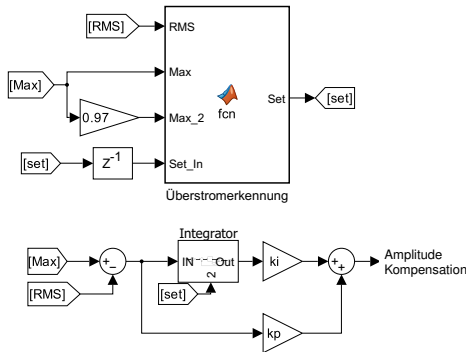 [RMS]
RMS
[Max]
Max
0.97
Max_2
fcn
Set
[set]
[set]
Z-1
Set_In
Überstromerkennung
Integrator
[Max]
+
−
IN
Out
2
ki
+
+
Amplitude
Kompensation
[RMS]
[set]
kp